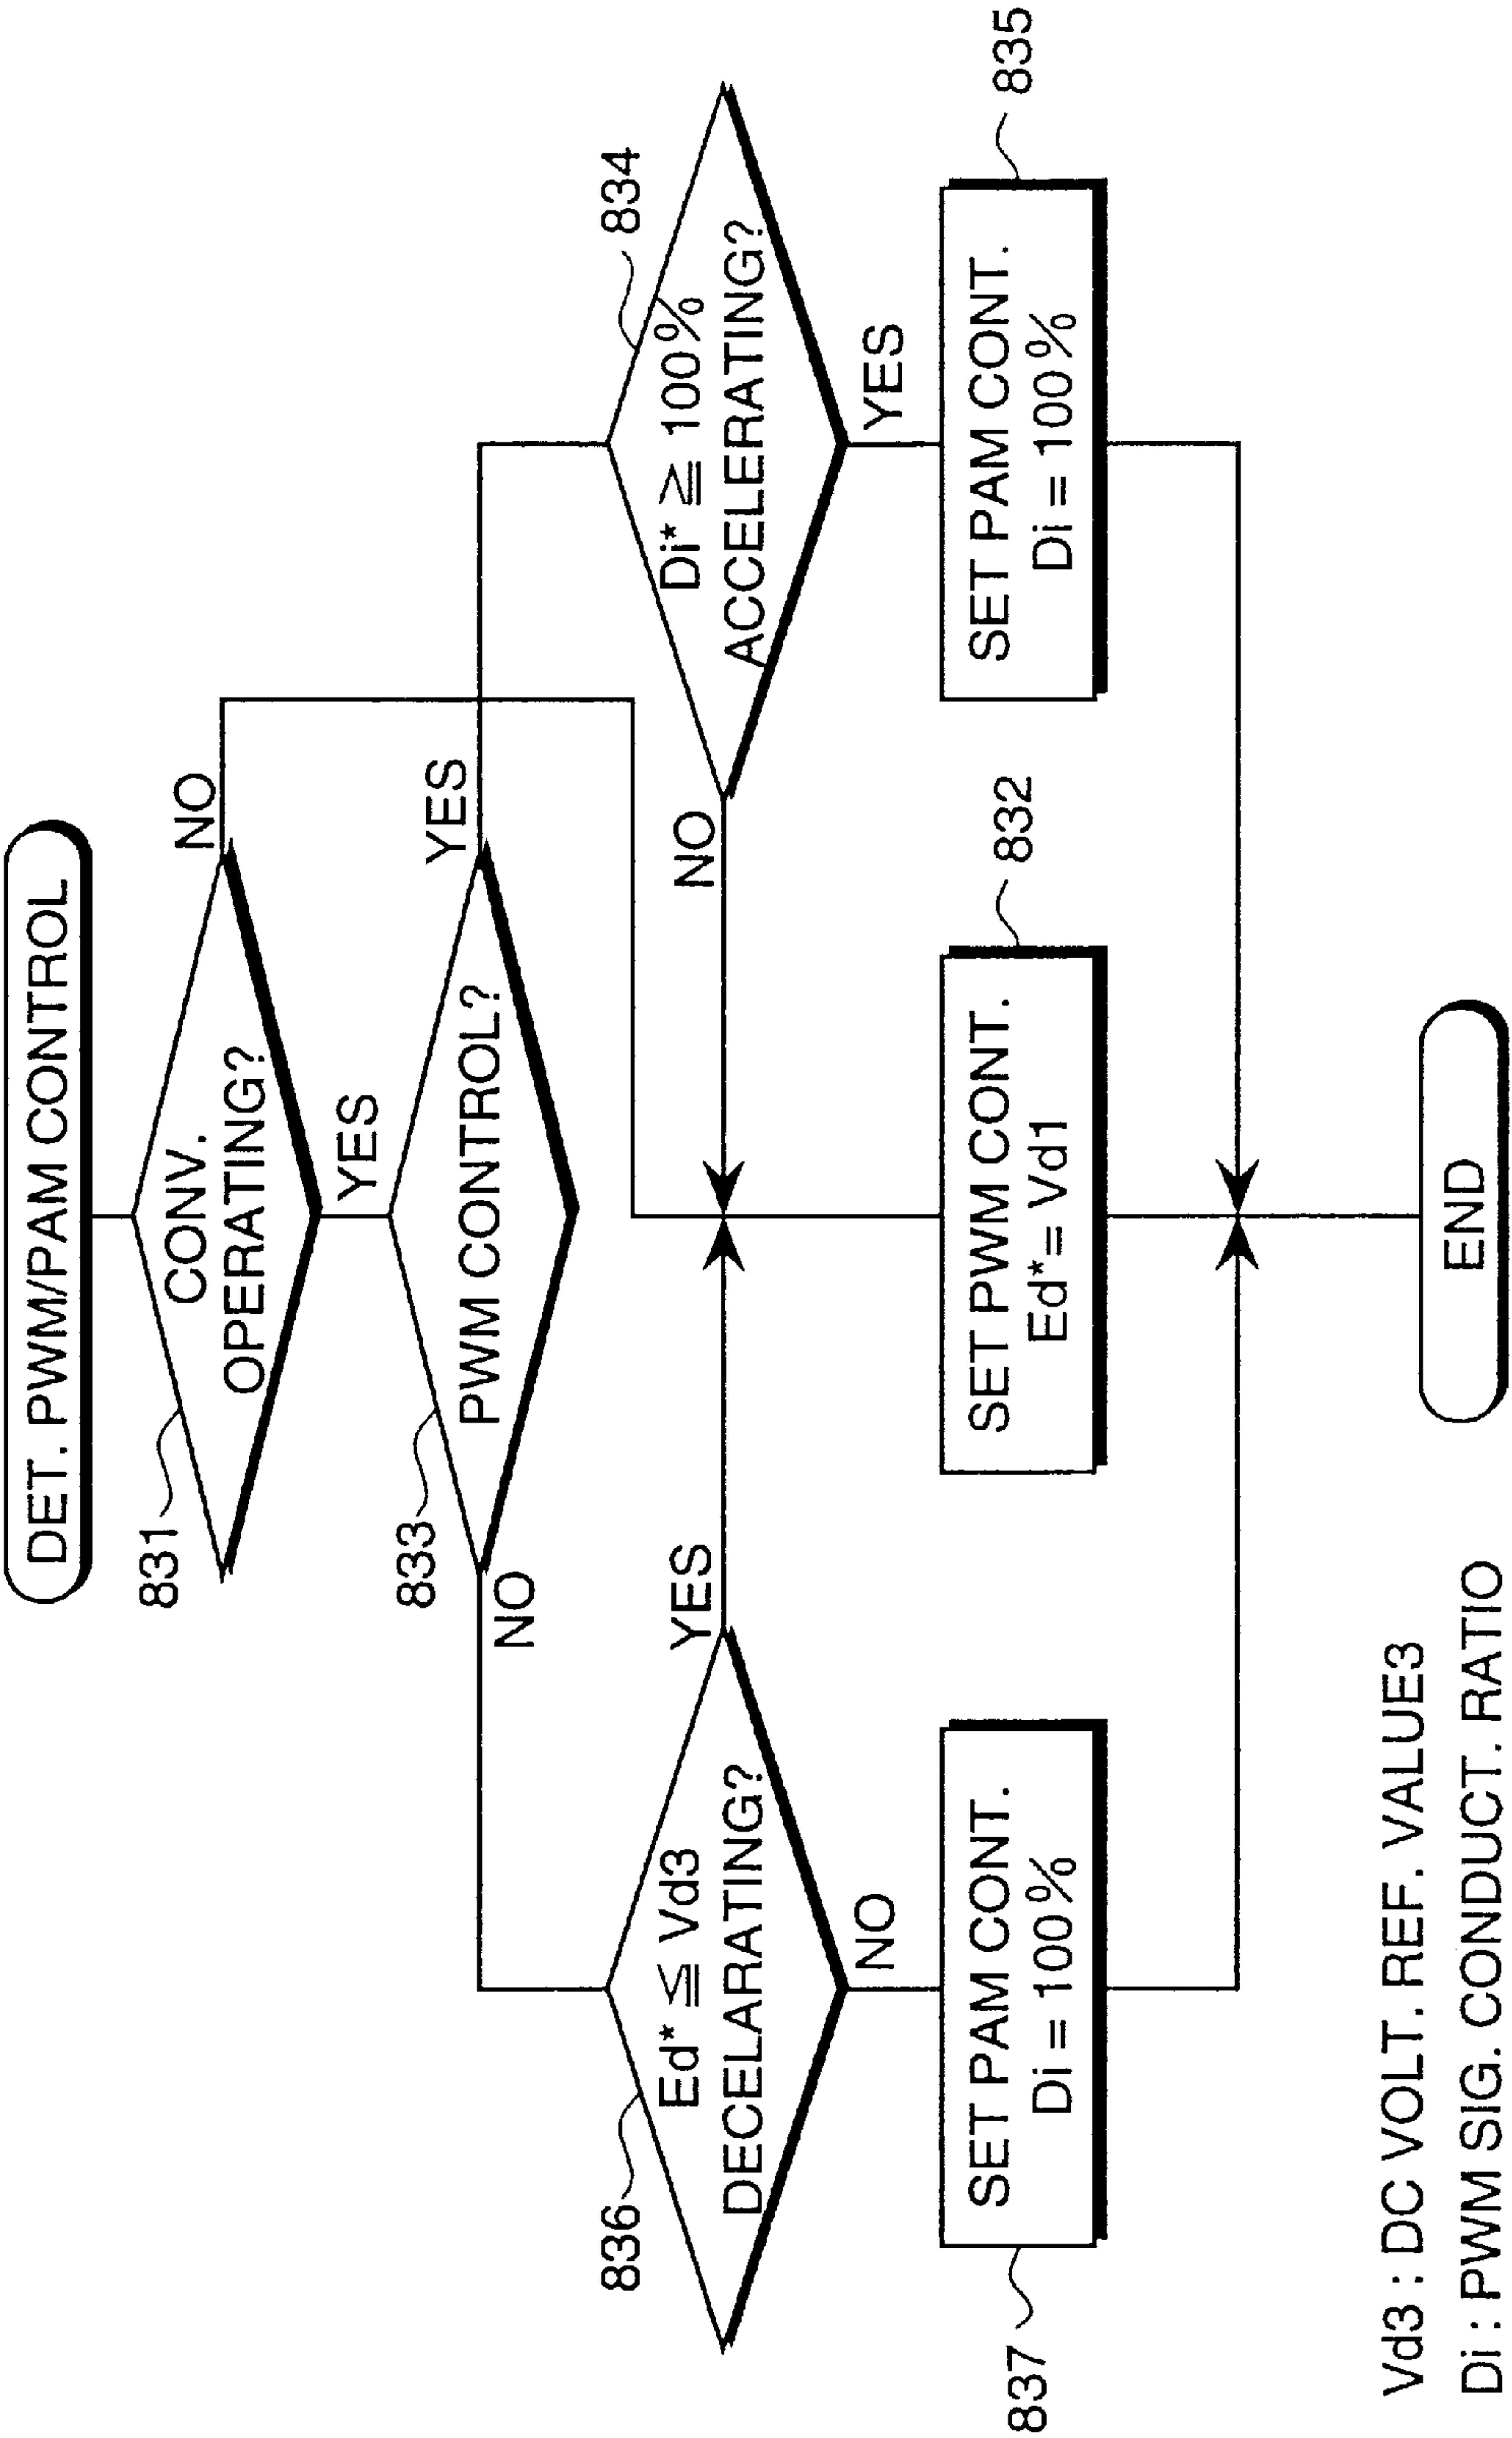 DET. PWM/PAM CONTROL
831
CONV.
OPERATING?
NO
YES
833
PWM CONTROL?
YES
NO
836
Ed* ≦ Vd3
DECELARATING?
YES
NO
834
Di* ≧ 100%
ACCELERATING?
NO
YES
837
SET PAM CONT.
Di = 100%
832
SET PWM CONT.
Ed* = Vd1
835
SET PAM CONT.
Di = 100%
END
Vd3 : DC VOLT. REF. VALUE3
Di : PWM SIG. CONDUCT. RATIO